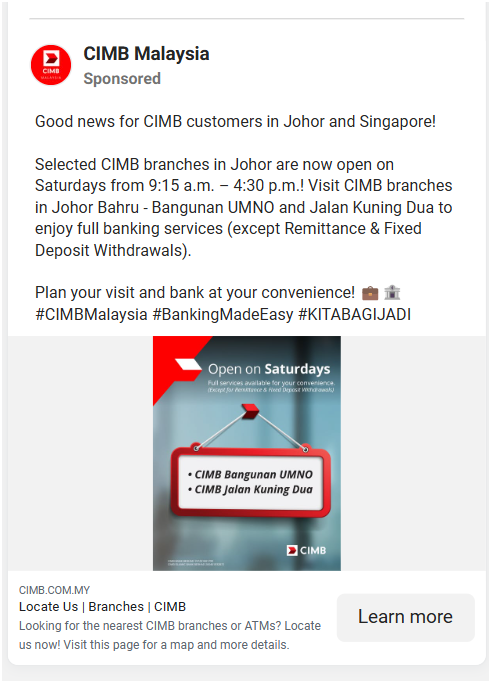 CIMB
MALAYSIA
CIMB Malaysia
Sponsored
Good news for CIMB customers in Johor and Singapore!
Selected CIMB branches in Johor are now open on
Saturdays from 9:15 a.m. – 4:30 p.m.! Visit CIMB branches
in Johor Bahru - Bangunan UMNO and Jalan Kuning Dua to
enjoy full banking services (except Remittance & Fixed
Deposit Withdrawals).
Plan your visit and bank at your convenience! 💼 🏦
#CIMBMalaysia #BankingMadeEasy #KITABAGIJADI
Open on Saturdays
Full services available for your convenience.
(Except for Remittance & Fixed Deposit Withdrawals)
• CIMB Bangunan UMNO
• CIMB Jalan Kuning Dua
CIMB
CIMB.COM.MY
Locate Us | Branches | CIMB
Looking for the nearest CIMB branches or ATMs? Locate
us now! Visit this page for a map and more details.
Learn more